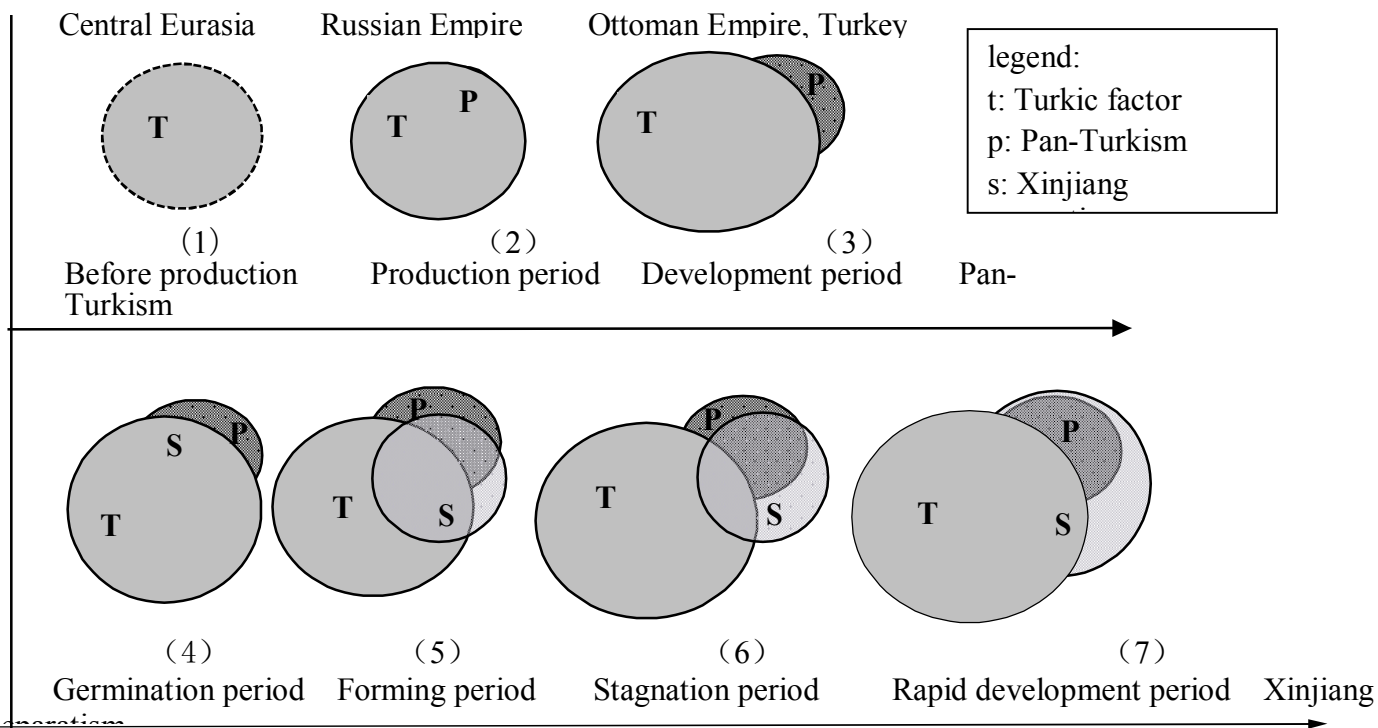 Central Eurasia Russian Empire Ottoman Empire, Turkey
legend:
t: Turkic factor
p: Pan-Turkism
s: Xinjiang
T
T P
T P
(1) (2) (3)
Before production Production period Development period Pan-
Turkism
S P T
P T S
P T S
P T S
(4) (5) (6) (7)
Germination period Forming period Stagnation period Rapid development period Xinjiang